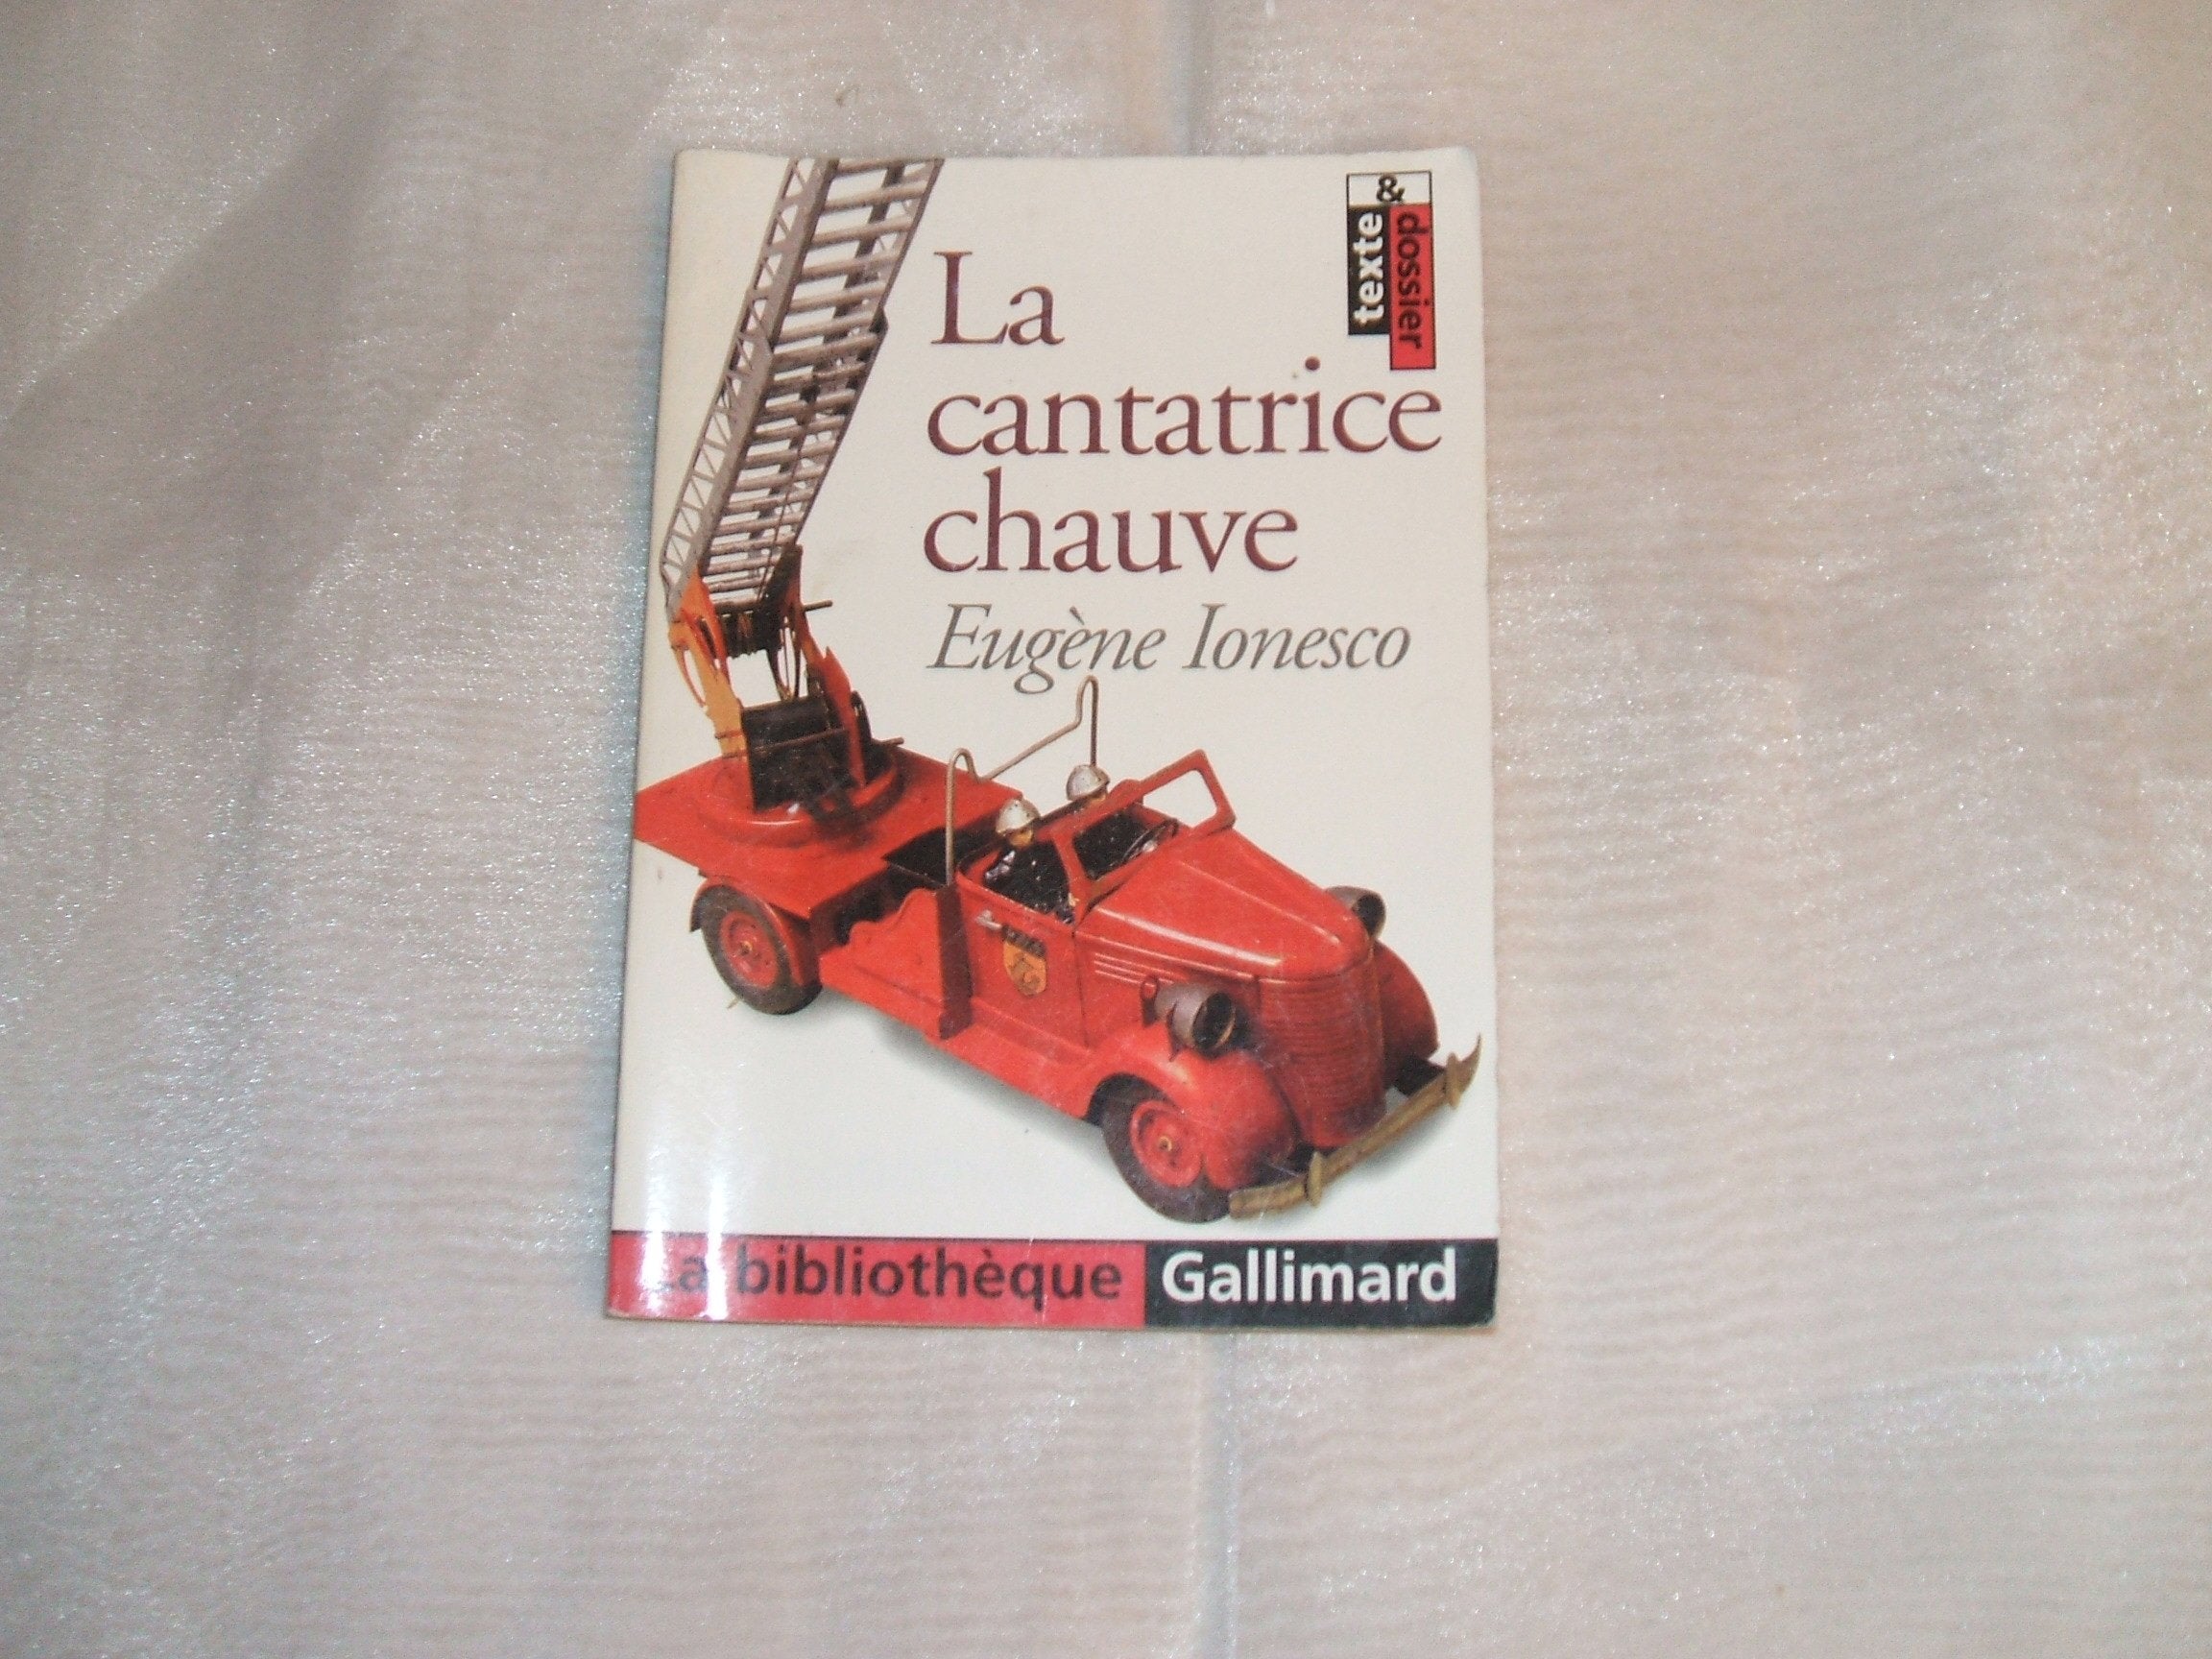 texte
&
dossier
La
cantatrice
chauve
Eugène Ionesco
La bibliothèque Gallimard